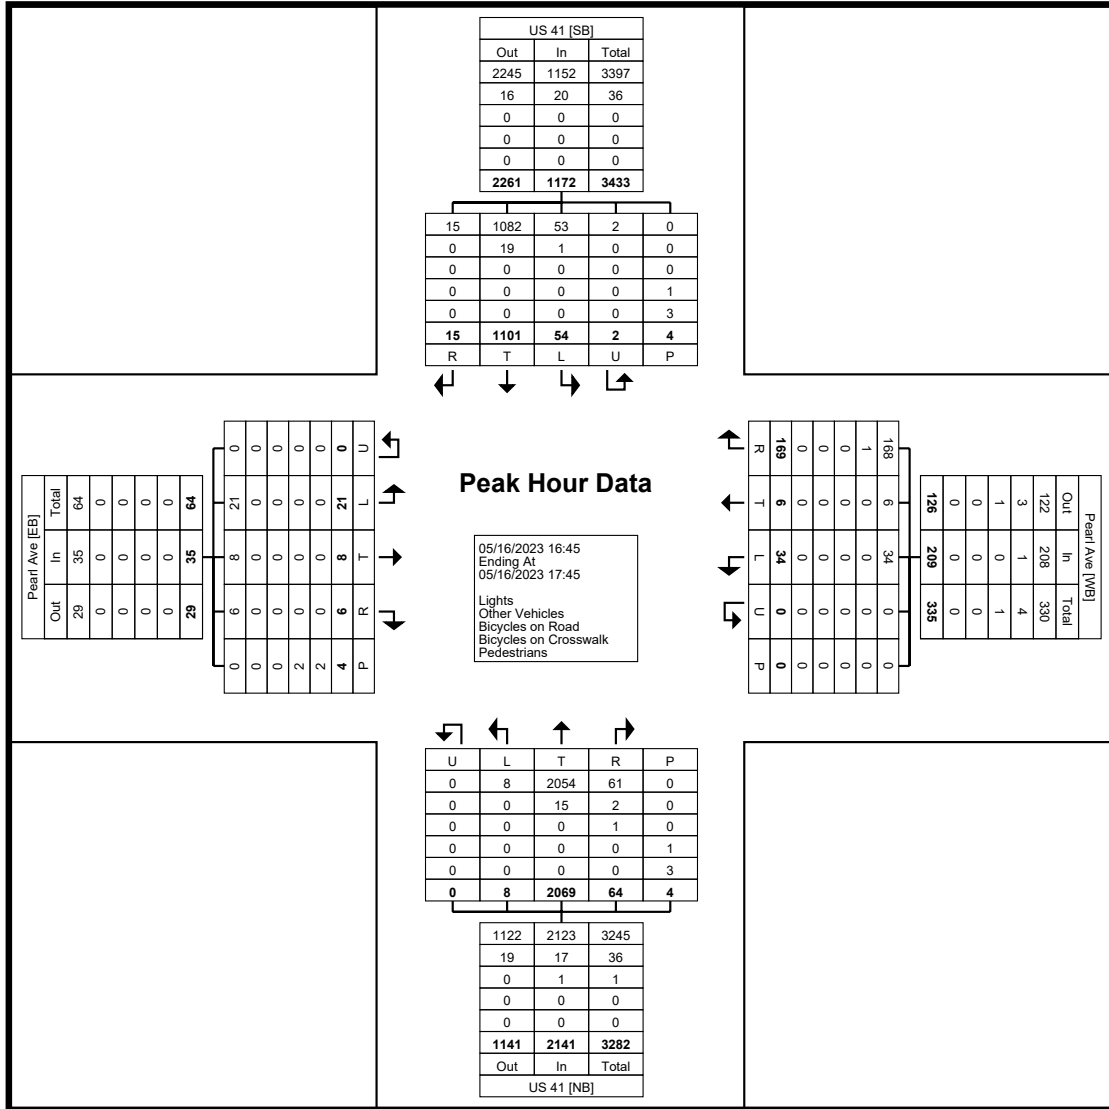 US 41 [SB]
Out In Total
2245 1152 3397
16 20 36
0 0 0
0 0 0
0 0 0
2261 1172 3433
15 1082 53 2 0
0 19 1 0 0
0 0 0 0 0
0 0 0 0 1
0 0 0 0 3
15 1101 54 2 4
R T L U P
Pearl Ave [EB]
Total In Out
64 35 29
0 0 0
0 0 0
0 0 0
0 0 0
64 35 29
0 21 8 6 0
0 0 0 0 0
0 0 0 0 0
0 0 0 0 2
0 0 0 0 2
0 21 8 6 4
U L T R P
Peak Hour Data
05/16/2023 16:45
Ending At
05/16/2023 17:45
Lights
Other Vehicles
Bicycles on Road
Bicycles on Crosswalk
Pedestrians
R T L U P
169 6 34 0 0
0 0 0 0 0
0 0 0 0 0
0 0 0 0 0
1 0 0 0 0
168 6 34 0 0
Pearl Ave [WB]
Out In Total
122 208 330
3 1 4
1 0 1
0 0 0
0 0 0
126 209 335
U L T R P
0 8 2054 61 0
0 0 15 2 0
0 0 0 1 0
0 0 0 0 1
0 0 0 0 3
0 8 2069 64 4
1122 2123 3245
19 17 36
0 1 1
0 0 0
0 0 0
1141 2141 3282
Out In Total
US 41 [NB]